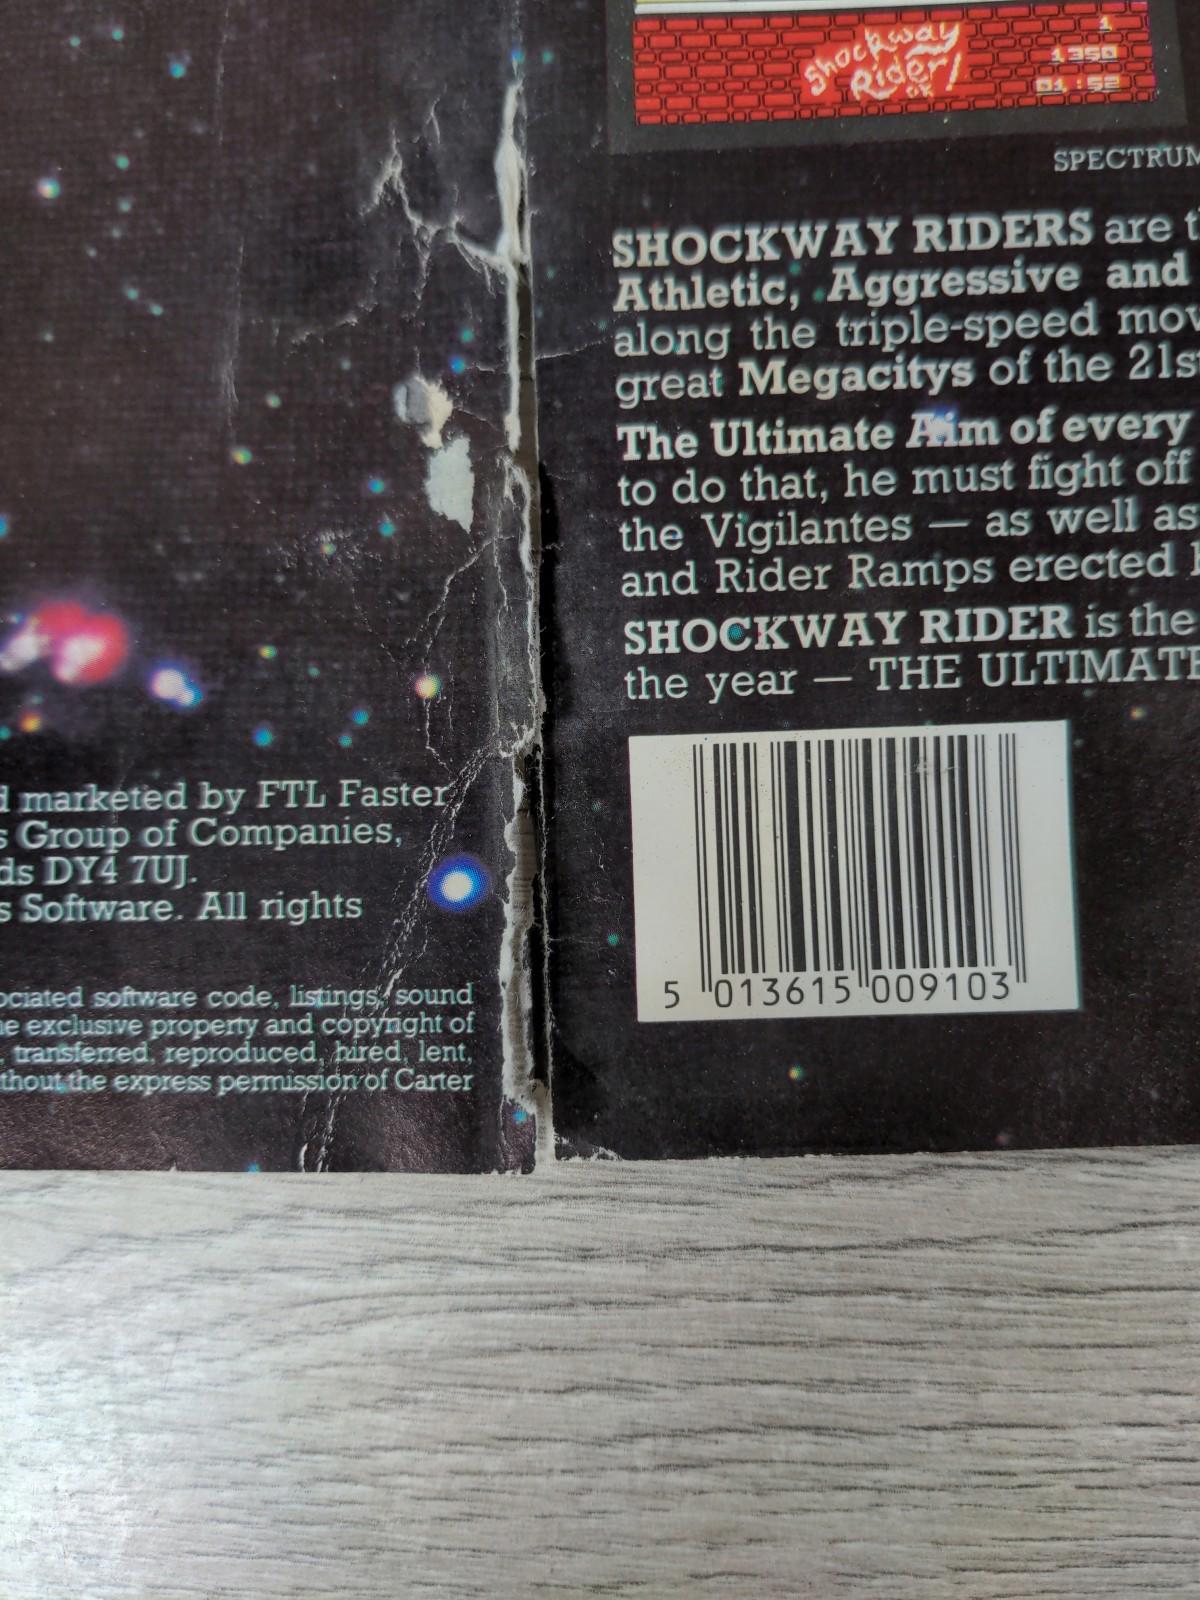 Shockway
Rider!
1
1350
01:52
SPECTRUM
SHOCKWAY RIDERS are t
Athletic, Aggressive and
along the triple-speed mov
great Megacitys of the 21s
The Ultimate Aim of every
to do that, he must fight off
the Vigilantes — as well as
and Rider Ramps erected
SHOCKWAY RIDER is the
the year — THE ULTIMATE
5 013615 009103
d marketed by FTL Faster
s Group of Companies,
ds DY4 7UJ.
s Software. All rights
ociated software code, listings, sound
e exclusive property and copyright of
, transferred, reproduced, hired, lent,
thout the express permission of Carter